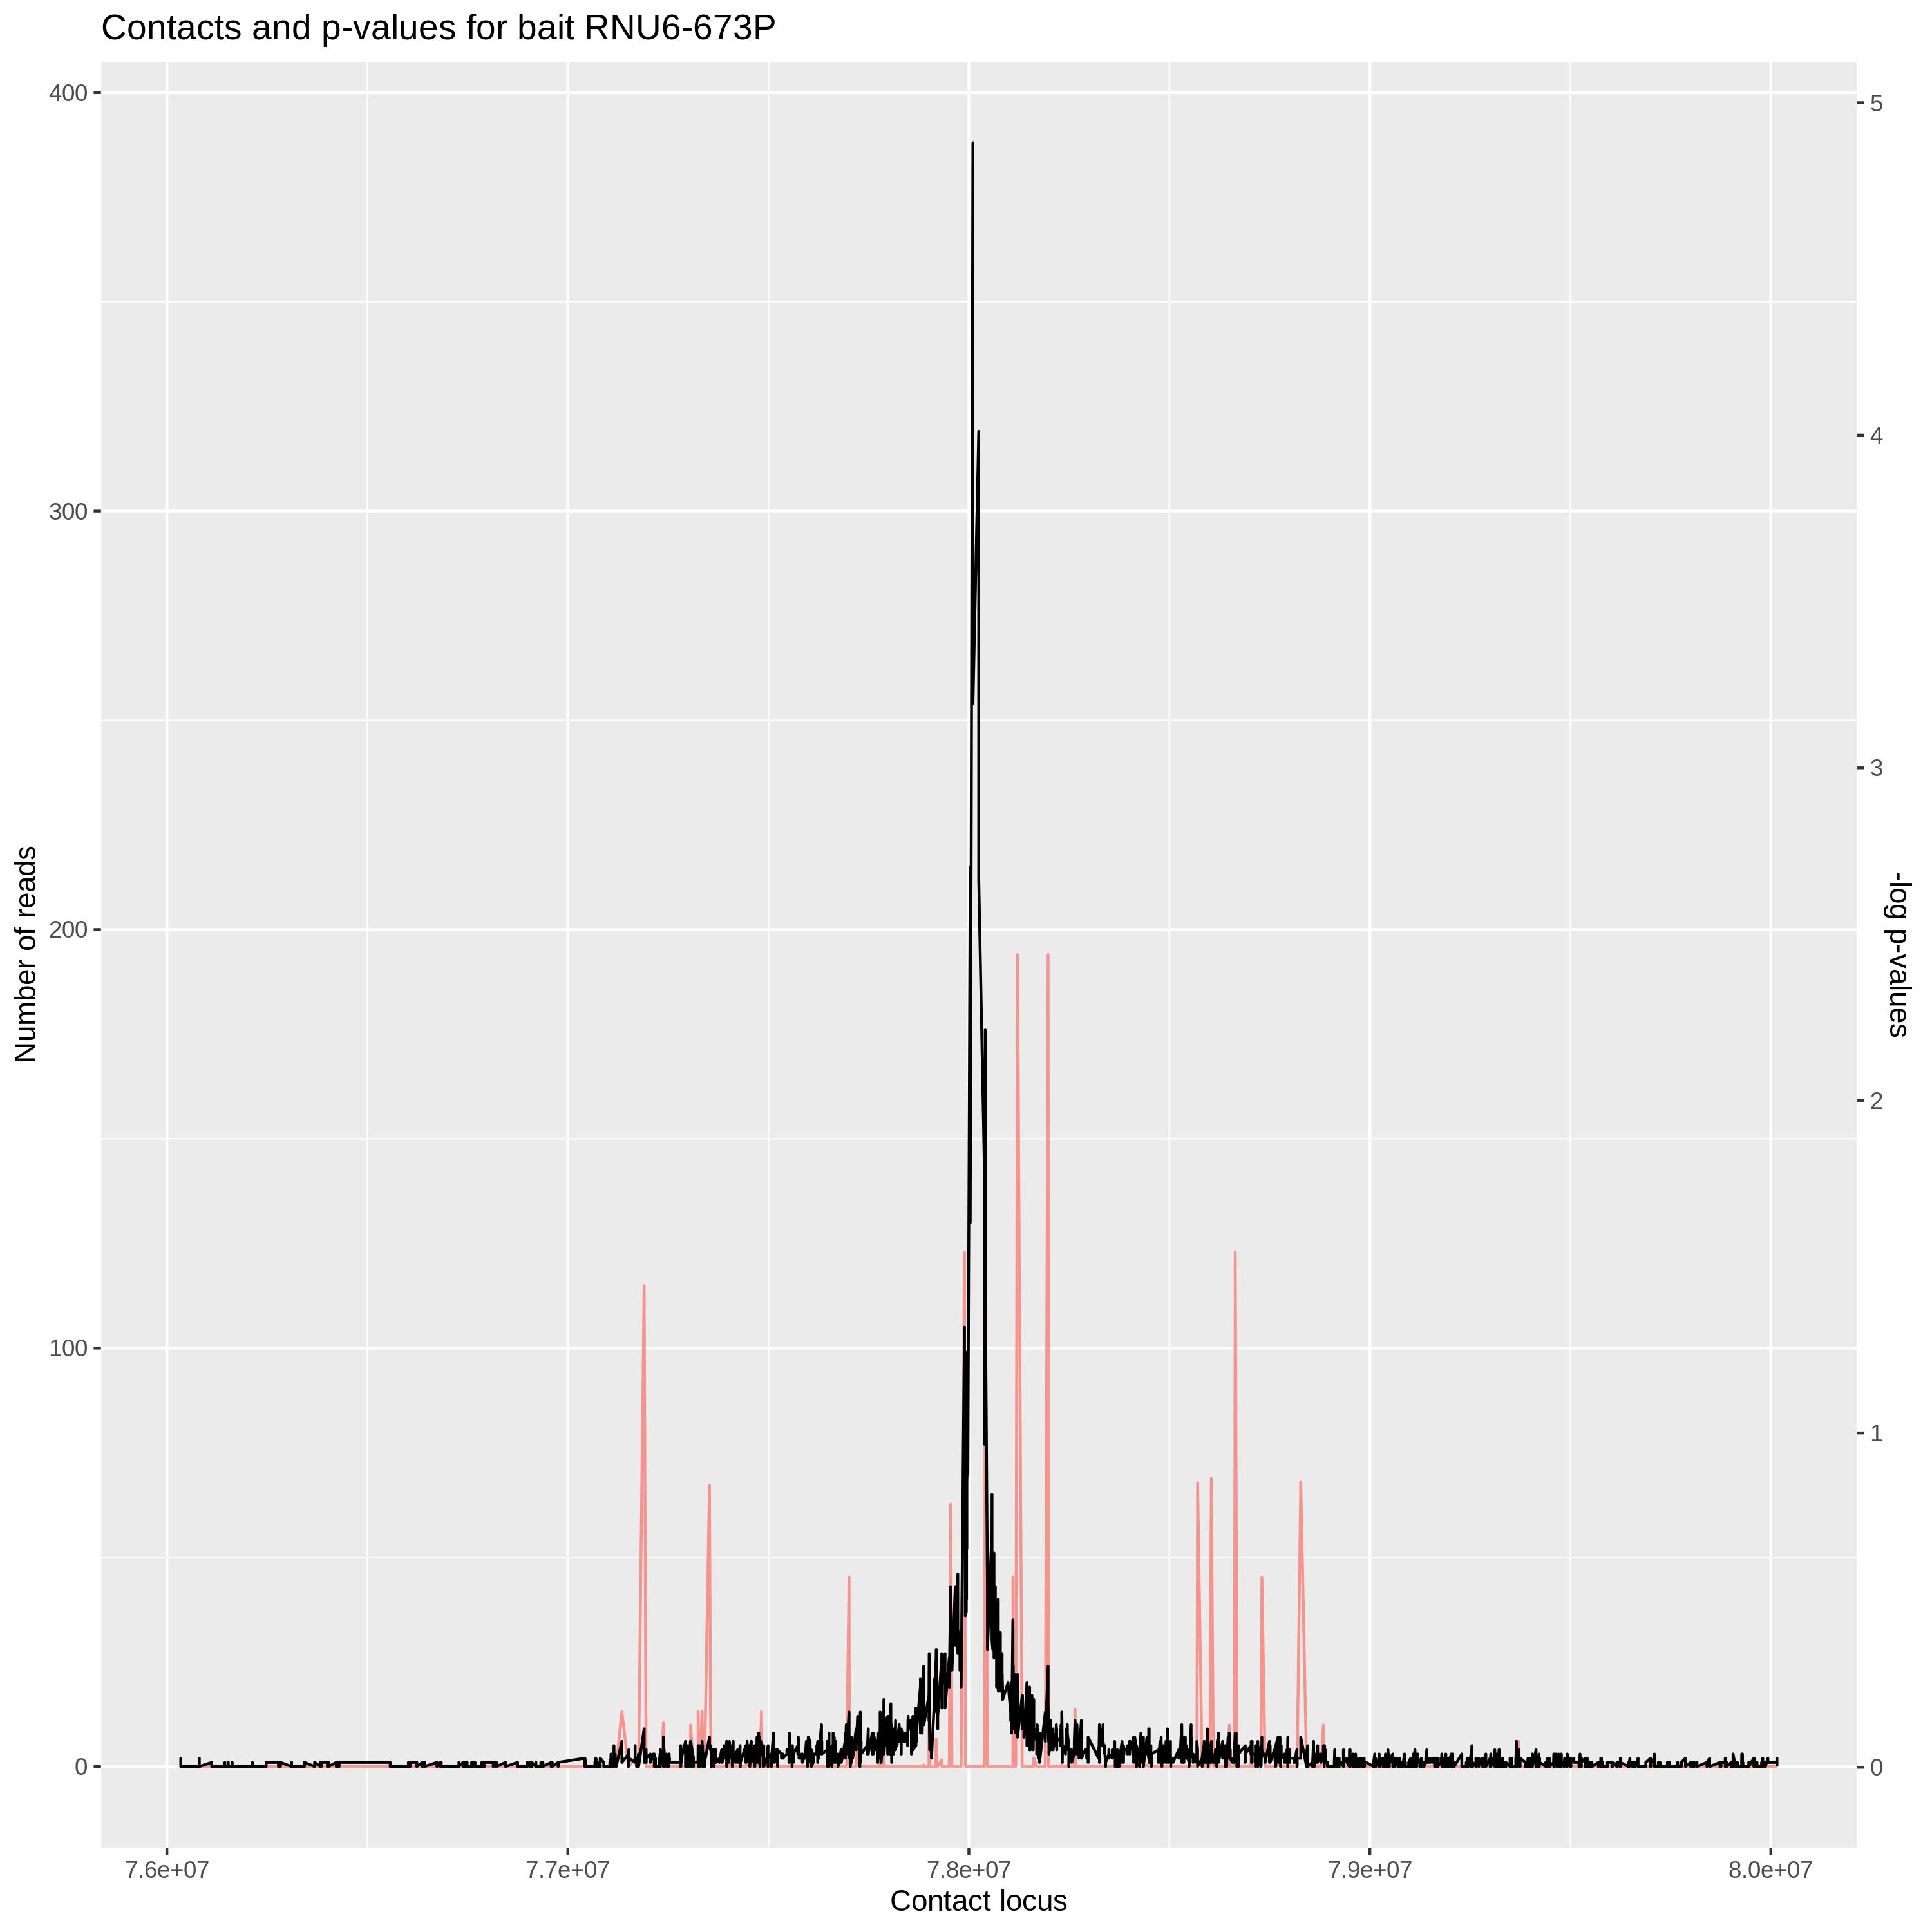 Contacts and p-values for bait RNU6-673P
400
300
200
100
0
Number of reads
5
4
3
2
1
0
-log p-values
7.6e+07
7.7e+07
7.8e+07
7.9e+07
8.0e+07
Contact locus